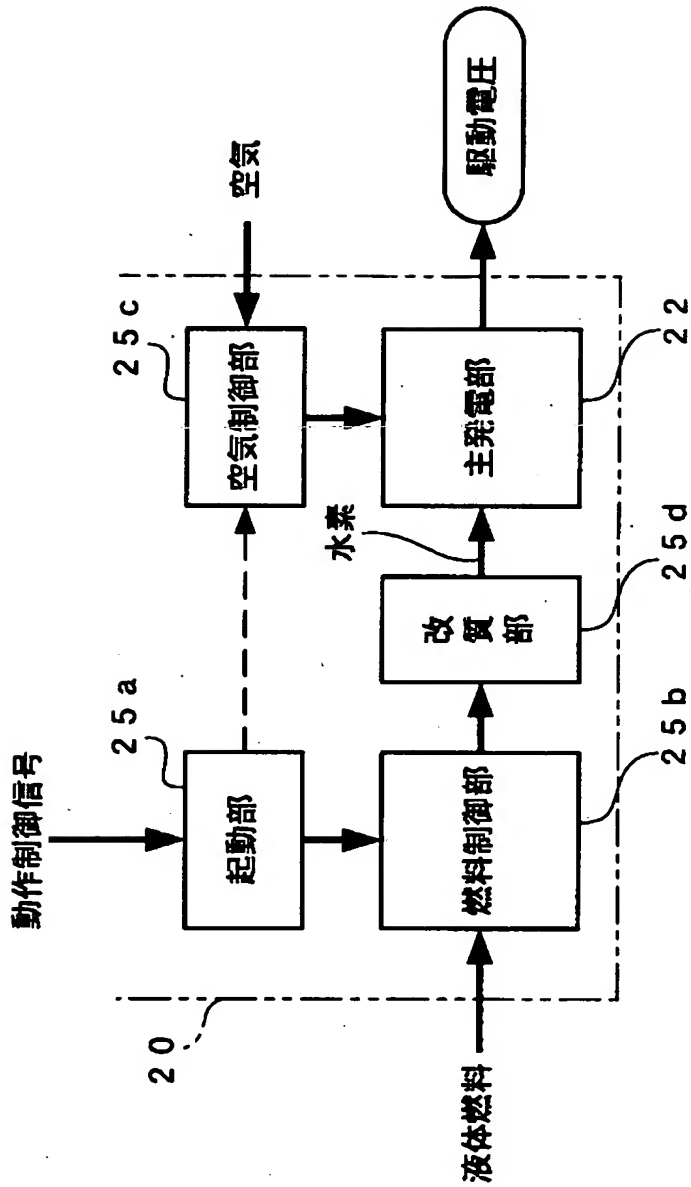 動作制御信号
25a
起動部
25c
空気制御部
空気
燃料制御部
25b
改質部
25d
水素
主発電部
22
駆動電圧
液体燃料
20